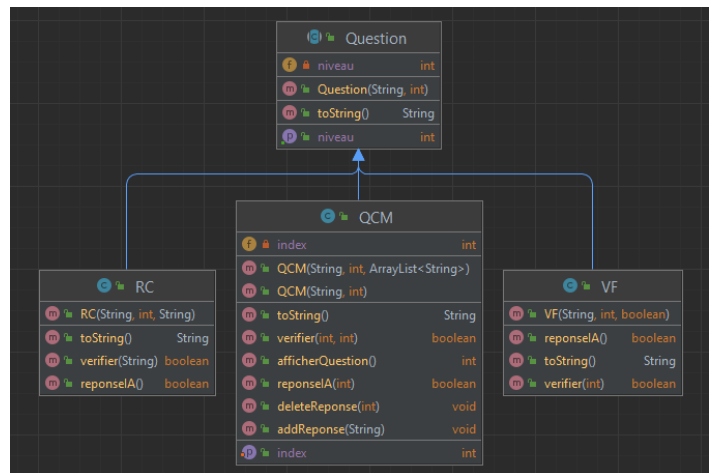 Question
niveau int
Question(String, int)
toString() String
niveau int
QCM
index int
QCM(String, int, ArrayList<String>)
QCM(String, int)
toString() String
verifier(int, int) boolean
afficherQuestion() int
reponseIA(int) boolean
deleteReponse(int) void
addReponse(String) void
index int
RC
RC(String, int, String)
toString() String
verifier(String) boolean
reponseIA() boolean
VF
VF(String, int, boolean)
reponseIA() boolean
toString() String
verifier(int) boolean